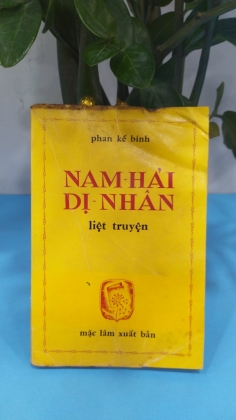 phan kế bính
NAM·HẢI
DỊ·NHÂN
liệt truyện
mặc lâm xuất bản